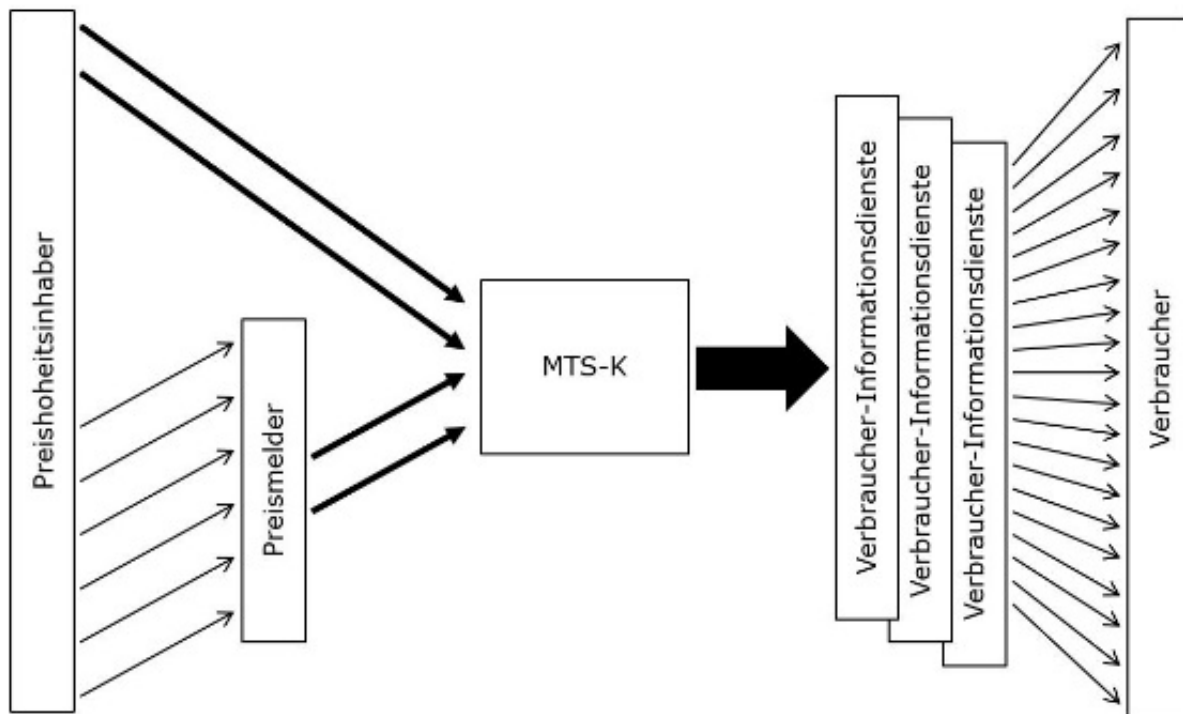 Preishoheitsinhaber
Preismelder
MTS-K
Verbraucher-Informationsdienste
Verbraucher-Informationsdienste
Verbraucher-Informationsdienste
Verbraucher